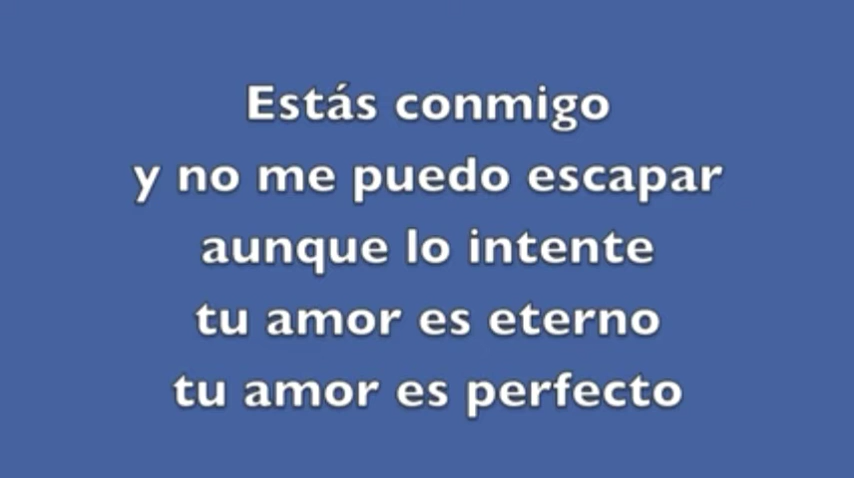 Estás conmigo
y no me puedo escapar
aunque lo intente
tu amor es eterno
tu amor es perfecto